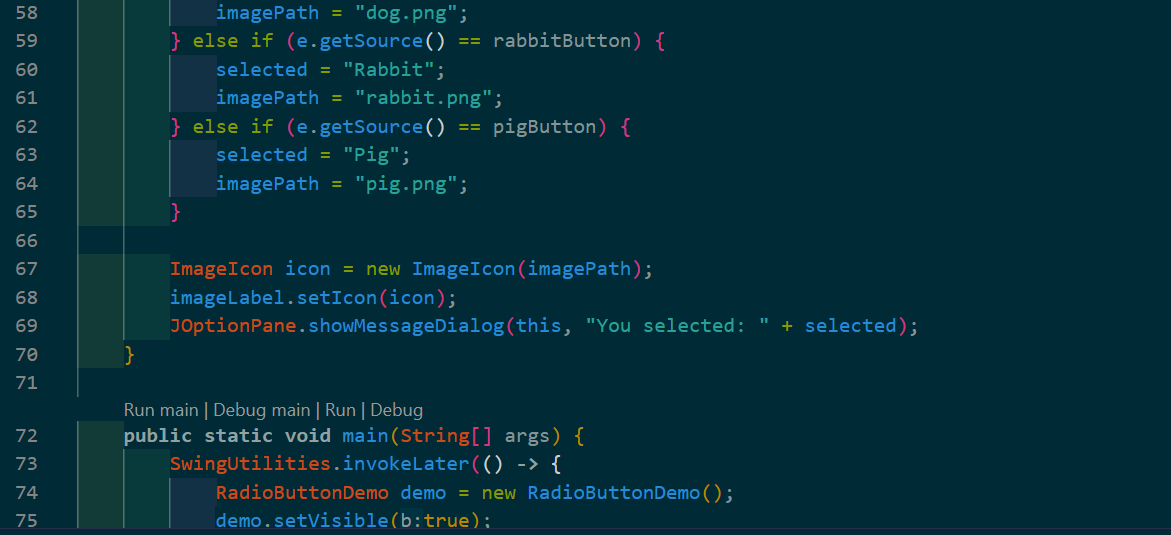 58 imagePath = "dog.png";
59 } else if (e.getSource() == rabbitButton) {
60 selected = "Rabbit";
61 imagePath = "rabbit.png";
62 } else if (e.getSource() == pigButton) {
63 selected = "Pig";
64 imagePath = "pig.png";
65 }
66
67 ImageIcon icon = new ImageIcon(imagePath);
68 imageLabel.setIcon(icon);
69 JOptionPane.showMessageDialog(this, "You selected: " + selected);
70 }
71
Run main | Debug main | Run | Debug
72 public static void main(String[] args) {
73 SwingUtilities.invokeLater(() -> {
74 RadioButtonDemo demo = new RadioButtonDemo();
75 demo.setVisible(b:true);